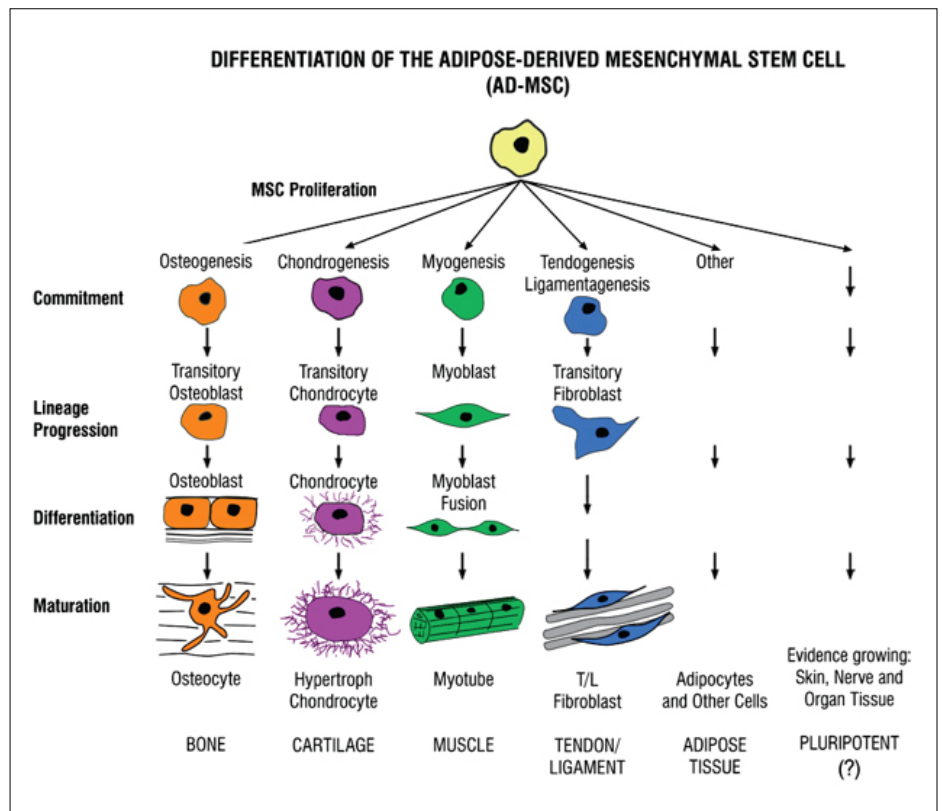 DIFFERENTIATION OF THE ADIPOSE-DERIVED MESENCHYMAL STEM CELL
(AD-MSC)
MSC Proliferation
Osteogenesis
Chondrogenesis
Myogenesis
Tendogenesis
Ligamentagenesis
Other
Commitment
Transitory
Osteoblast
Transitory
Chondrocyte
Myoblast
Transitory
Fibroblast
Lineage
Progression
Osteoblast
Chondrocyte
Myoblast
Fusion
Differentiation
Maturation
Osteocyte
Hypertroph
Chondrocyte
Myotube
T/L
Fibroblast
Adipocytes
and Other Cells
Evidence growing:
Skin, Nerve and
Organ Tissue
BONE
CARTILAGE
MUSCLE
TENDON/
LIGAMENT
ADIPOSE
TISSUE
PLURIPOTENT
(?)